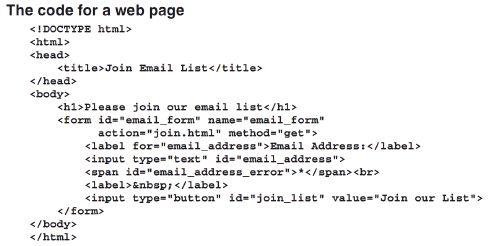 The code for a web page
<!DOCTYPE html>
<html>
<head>
    <title>Join Email List</title>
</head>
<body>
    <h1>Please join our email list</h1>
    <form id="email_form" name="email_form"
          action="join.html" method="get">
        <label for="email_address">Email Address:</label>
        <input type="text" id="email_address">
        <span id="email_address_error">*</span><br>
        <label>&nbsp;</label>
        <input type="button" id="join_list" value="Join our List">
    </form>
</body>
</html>